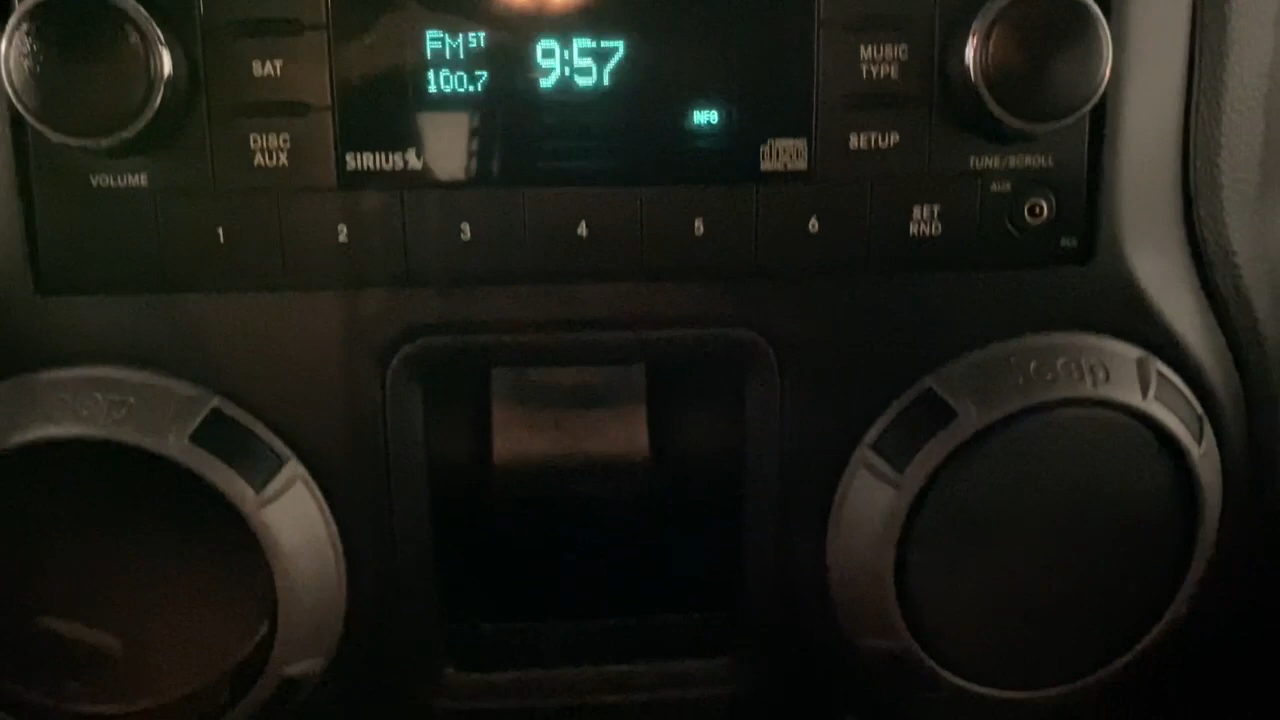 FM ST
9:57
100.7
INFO
SAT
DISC
AUX
SIRIUS
VOLUME
MUSIC
TYPE
SETUP
TUNE/SCROLL
AUX
1
2
3
4
5
6
SET
RND
Jeep